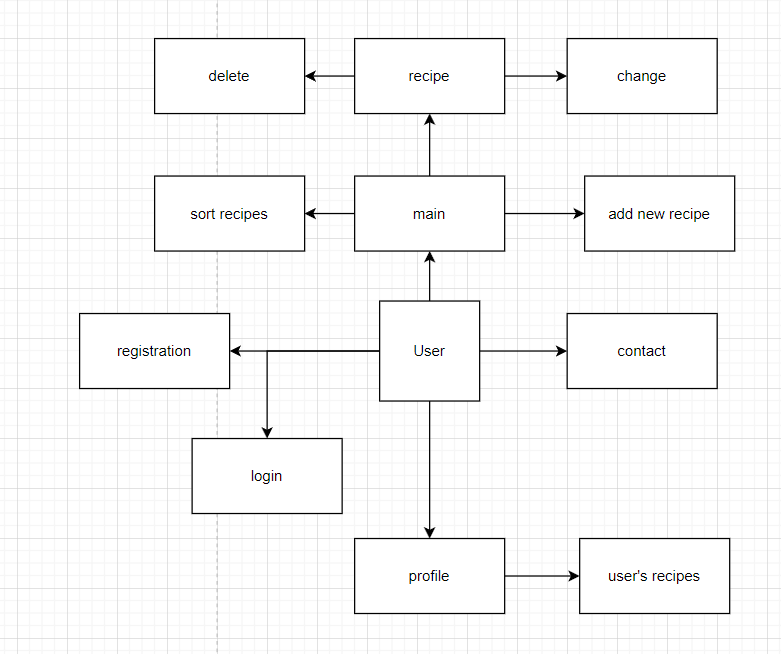 delete
recipe
change
sort recipes
main
add new recipe
registration
User
contact
login
profile
user's recipes